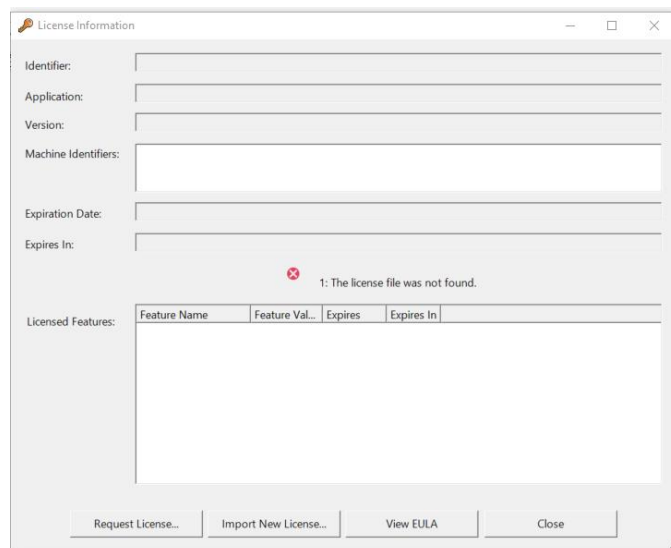 License Information
Identifier:
Application:
Version:
Machine Identifiers:
Expiration Date:
Expires In:
1: The license file was not found.
Licensed Features:
Feature Name Feature Val... Expires Expires In
Request License... Import New License... View EULA Close